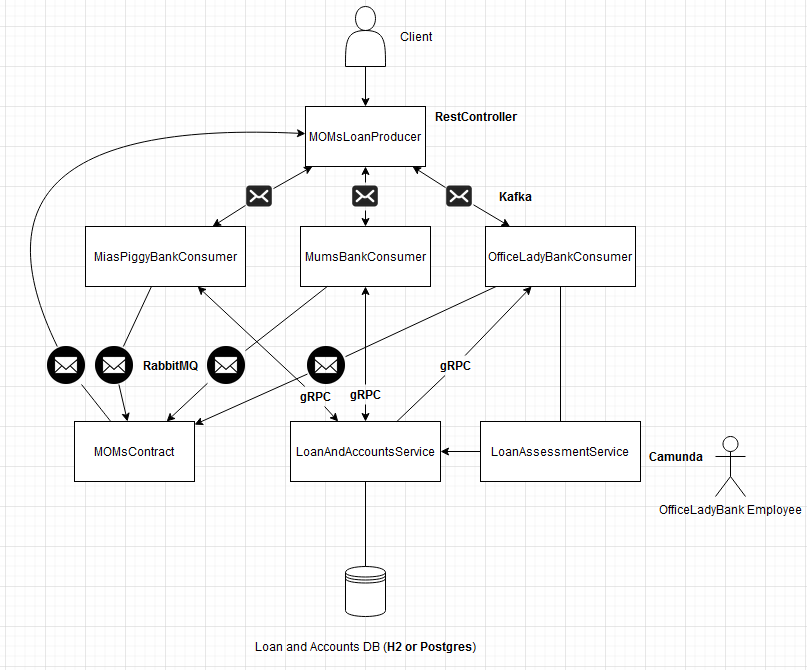 Client
RestController
MOMsLoanProducer
Kafka
MiasPiggyBankConsumer
MumsBankConsumer
OfficeLadyBankConsumer
RabbitMQ
gRPC
gRPC
gRPC
MOMsContract
LoanAndAccountsService
LoanAssessmentService
Camunda
OfficeLadyBank Employee
Loan and Accounts DB (H2 or Postgres)